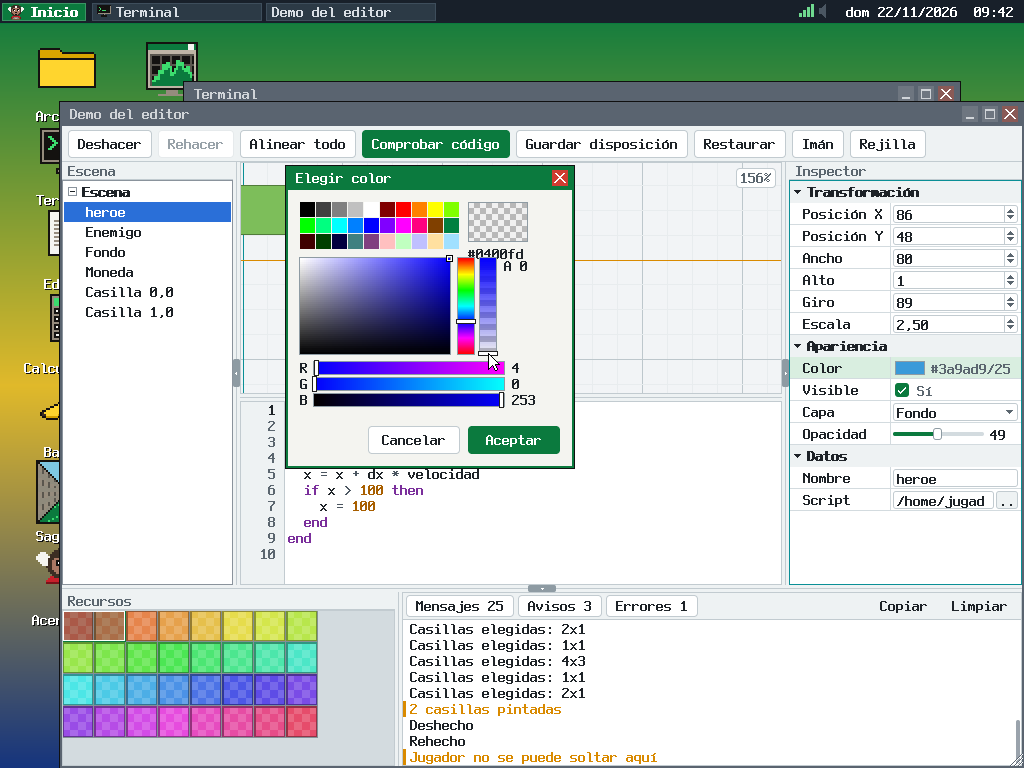 Inicio
Terminal
Demo del editor
dom 22/11/2026 09:42
Terminal
Demo del editor
Deshacer
Rehacer
Alinear todo
Comprobar código
Guardar disposición
Restaurar
Imán
Rejilla
Escena
Escena
heroe
Enemigo
Fondo
Moneda
Casilla 0,0
Casilla 1,0
156%
Elegir color
#0400fd
A 0
R 4
G 0
B 253
Cancelar
Aceptar
1
2
3
4
5 x = x + dx * velocidad
6 if x > 100 then
7 x = 100
8 end
9 end
10
Inspector
Transformación
Posición X 86
Posición Y 48
Ancho 80
Alto 1
Giro 89
Escala 2,50
Apariencia
Color #3a9ad9/25
Visible Sí
Capa Fondo
Opacidad 49
Datos
Nombre heroe
Script /home/jugad ..
Recursos
Mensajes 25
Avisos 3
Errores 1
Copiar
Limpiar
Casillas elegidas: 2x1
Casillas elegidas: 1x1
Casillas elegidas: 4x3
Casillas elegidas: 1x1
Casillas elegidas: 2x1
2 casillas pintadas
Deshecho
Rehecho
Jugador no se puede soltar aquí